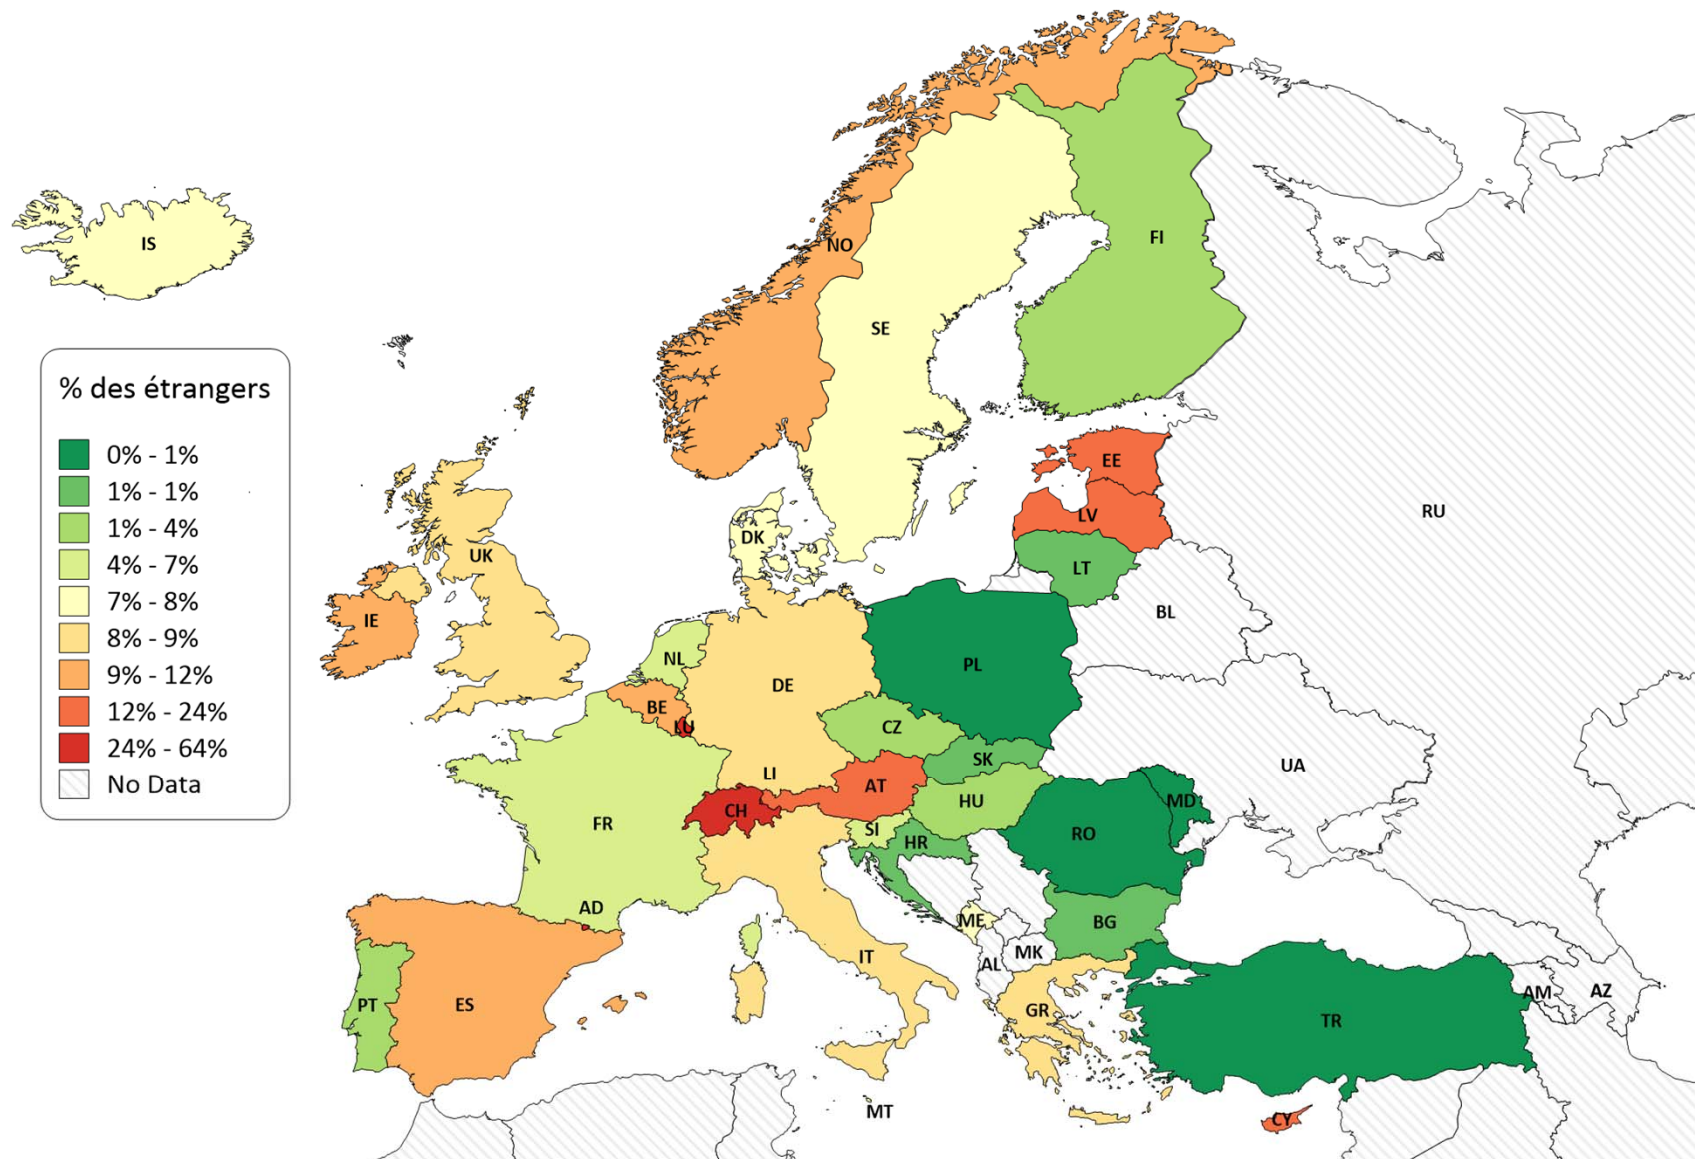 IS
NO
FI
SE
% des étrangers
0% - 1%
1% - 1%
1% - 4%
4% - 7%
7% - 8%
8% - 9%
9% - 12%
12% - 24%
24% - 64%
No Data
EE
LV
RU
DK
UK
LT
BL
IE
NL
PL
DE
BE
LU
CZ
SK
UA
LI
AT
CH
HU
MD
FR
SI
RO
HR
AD
ME
BG
MK
IT
AL
PT
ES
GR
TR
AM
AZ
MT
CY